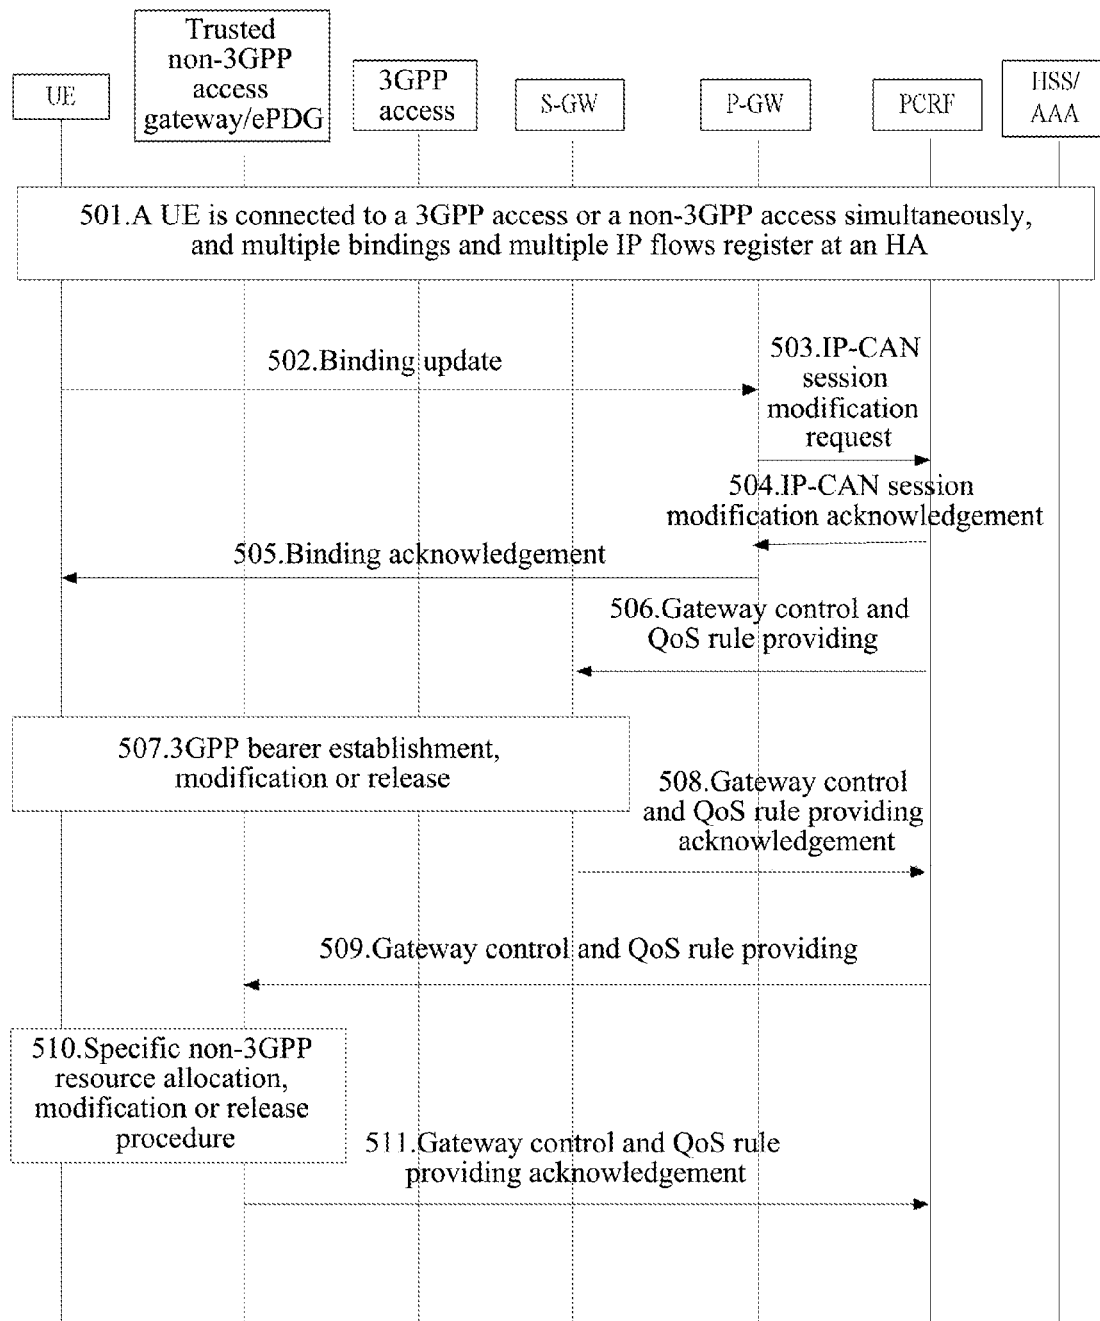 UE
Trusted
non-3GPP
access
gateway/ePDG
3GPP
access
S-GW
P-GW
PCRF
HSS/
AAA
501.A UE is connected to a 3GPP access or a non-3GPP access simultaneously,
and multiple bindings and multiple IP flows register at an HA
502.Binding update
503.IP-CAN
session
modification
request
504.IP-CAN session
modification acknowledgement
505.Binding acknowledgement
506.Gateway control and
QoS rule providing
507.3GPP bearer establishment,
modification or release
508.Gateway control
and QoS rule providing
acknowledgement
509.Gateway control and QoS rule providing
510.Specific non-3GPP
resource allocation,
modification or release
procedure
511.Gateway control and QoS rule
providing acknowledgement